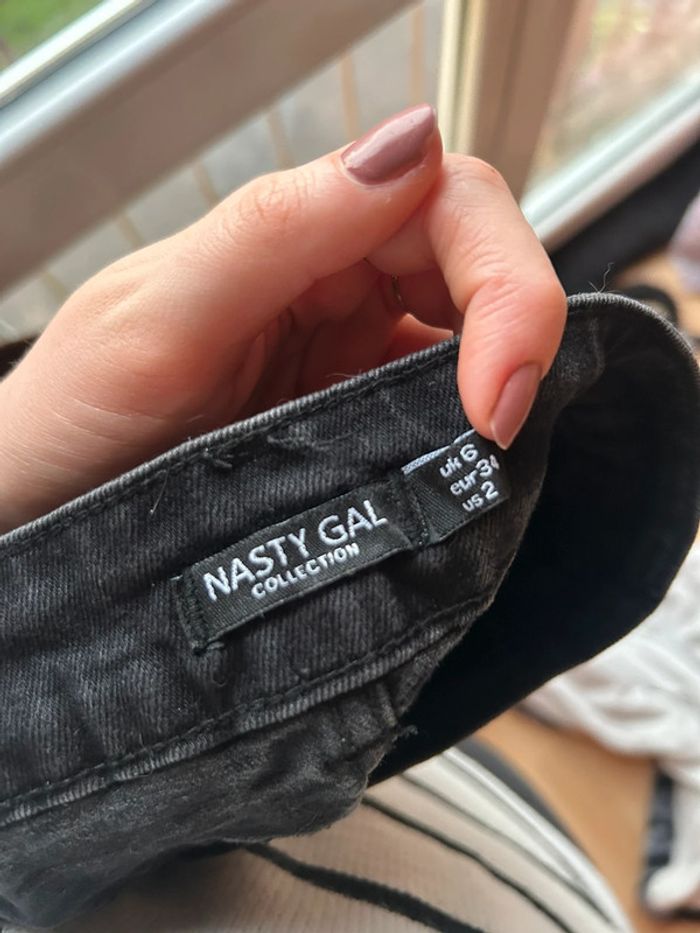 NASTY GAL
COLLECTION
uk 6
eur 34
us 2